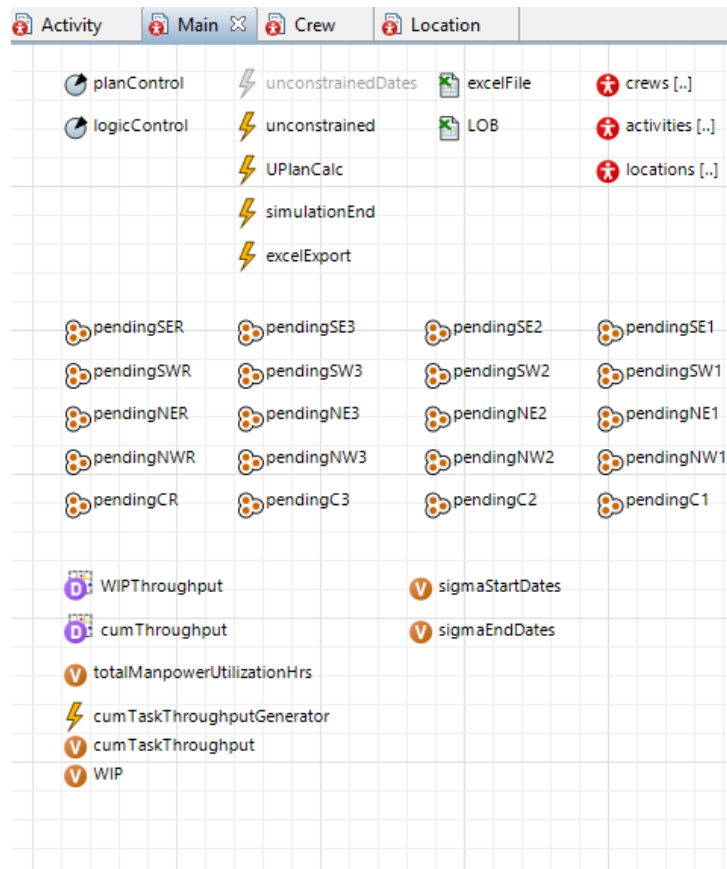 Activity Main Crew Location
planControl unconstrainedDates excelFile crews [..]
logicControl unconstrained LOB activities [..]
UPlanCalc locations [..]
simulationEnd
excelExport
pendingSER pendingSE3 pendingSE2 pendingSE1
pendingSWR pendingSW3 pendingSW2 pendingSW1
pendingNER pendingNE3 pendingNE2 pendingNE1
pendingNWR pendingNW3 pendingNW2 pendingNW1
pendingCR pendingC3 pendingC2 pendingC1
D WIPThroughput V sigmaStartDates
D cumThroughput V sigmaEndDates
V totalManpowerUtilizationHrs
cumTaskThroughputGenerator
V cumTaskThroughput
V WIP